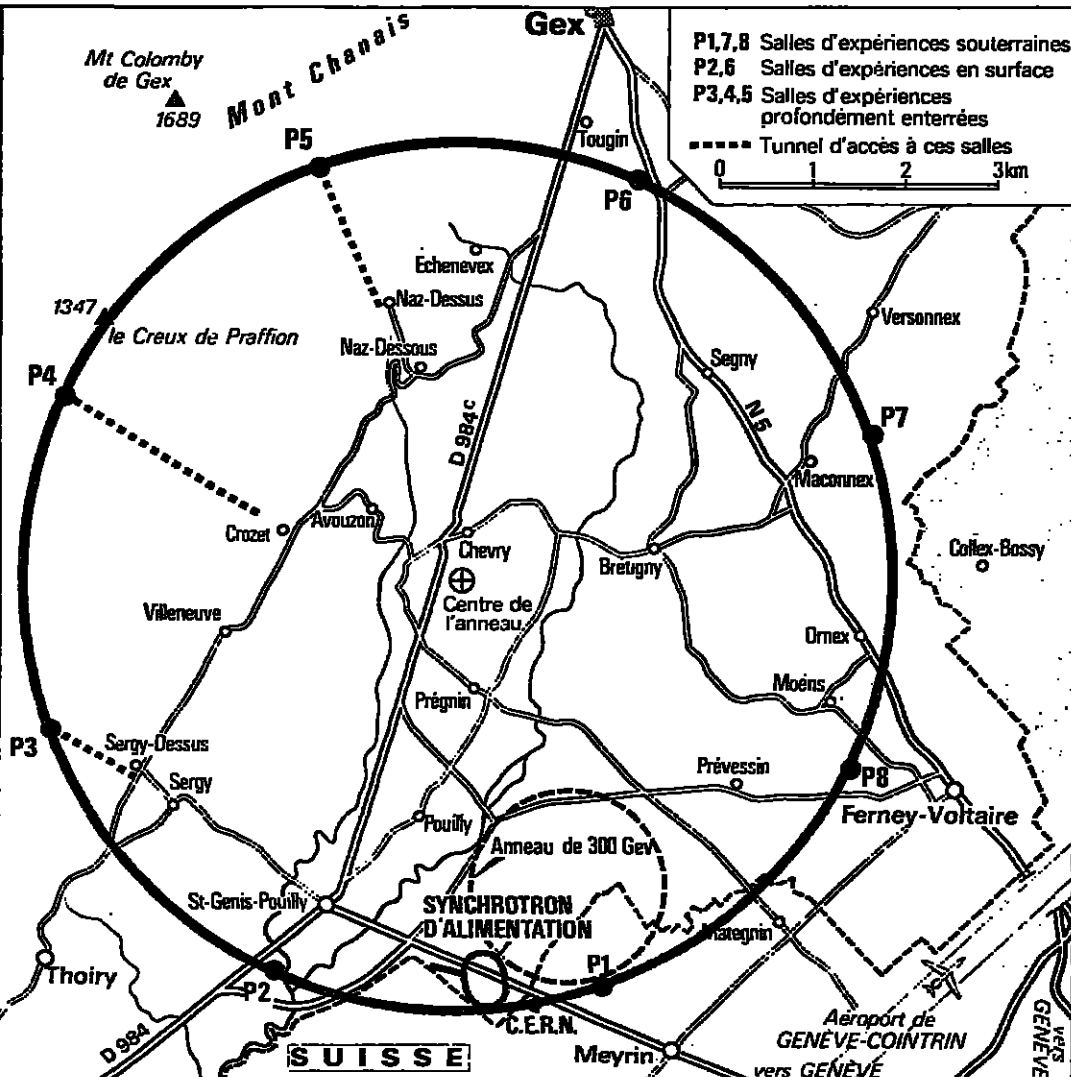 Gex
Mt Colomby
de Gex
1689
Mont Chanais
P1,7,8 Salles d'expériences souterraines
P2,6 Salles d'expériences en surface
P3,4,5 Salles d'expériences
profondément enterrées
Tunnel d'accès à ces salles
0 1 2 3km
Tougin
P5
P6
Échenevex
Naz-Dessus
1347
le Creux de Praffion
Naz-Dessous
Versonnex
Segny
P4
D 984c
N5
P7
Maconnex
Crozet
Avouzon
Chevry
Bretigny
Collex-Bossy
Centre de
l'anneau
Villeneuve
Ornex
Prégnin
Moëns
P3
Sergy-Dessus
Sergy
Prévessin
P8
Ferney-Voltaire
Pouilly
Anneau de 300 Gev
St-Genis-Pouilly
SYNCHROTRON
D'ALIMENTATION
Mategnin
Thoiry
P2
P1
C.E.R.N.
D 984
SUISSE
Meyrin
Aéroport de
GENÈVE-COINTRIN
vers GENÈVE
vers
GENÈVE